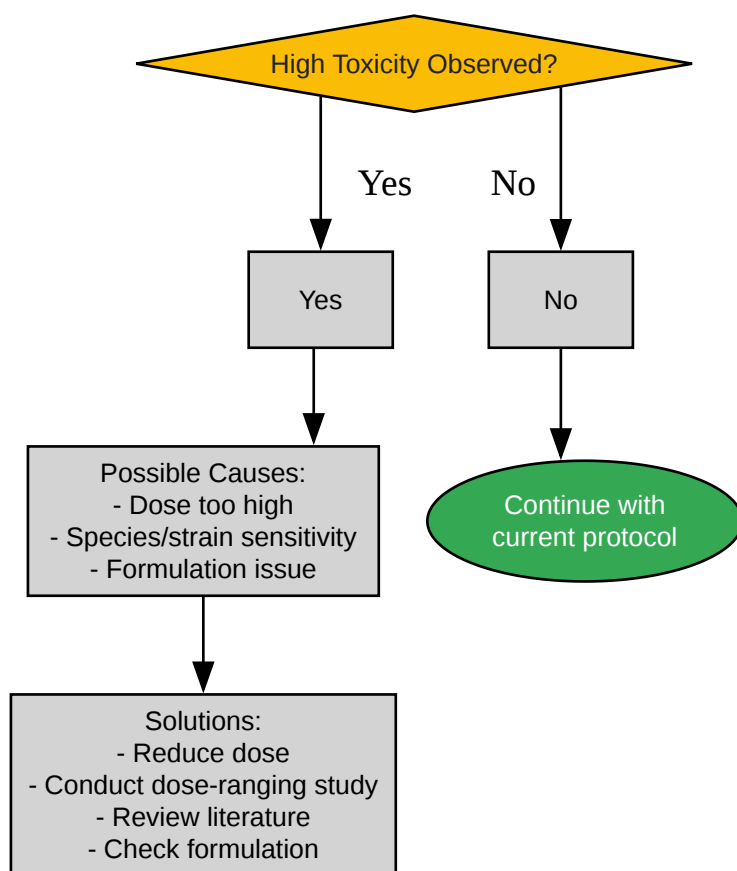 High Toxicity Observed?
Yes
No
Yes
No
Possible Causes:
- Dose too high
- Species/strain sensitivity
- Formulation issue
Continue with
current protocol
Solutions:
- Reduce dose
- Conduct dose-ranging study
- Review literature
- Check formulation